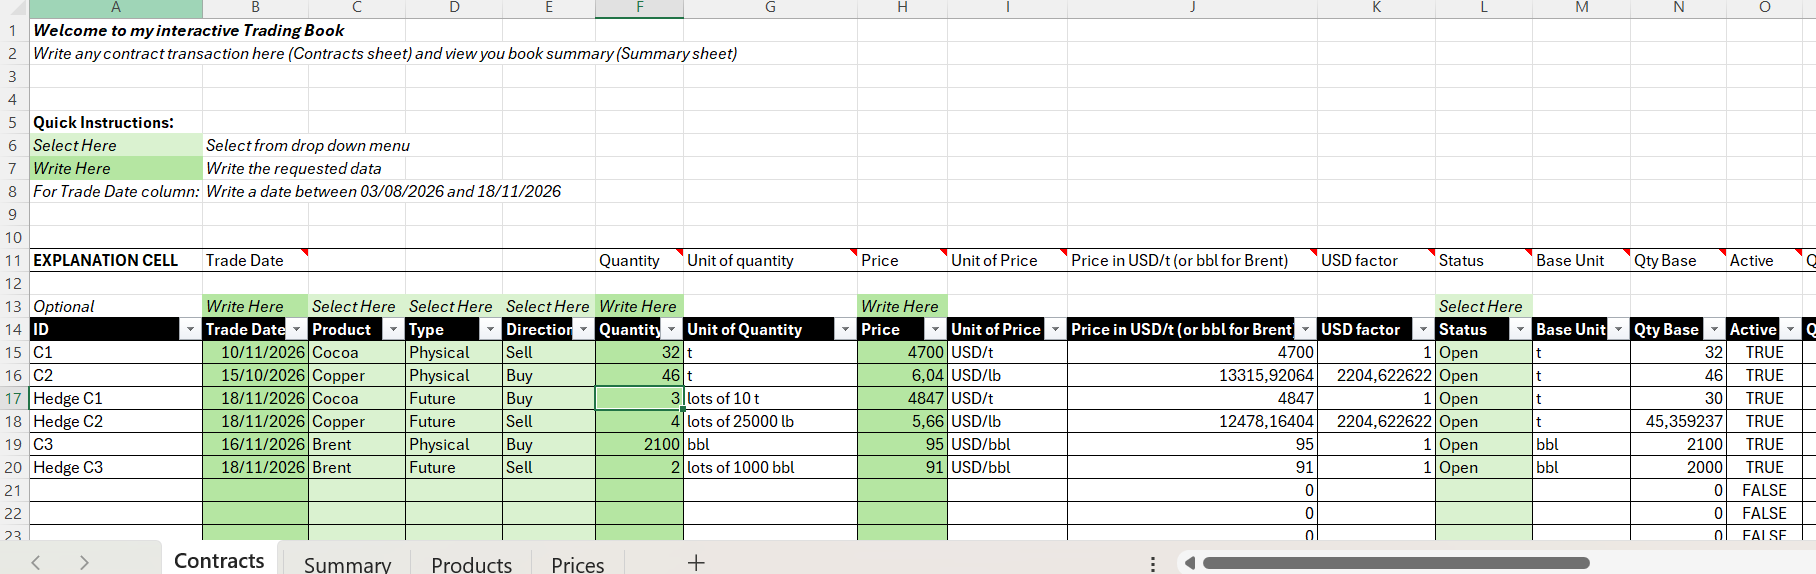 A B C D E F G H I J K L M N O
1 Welcome to my interactive Trading Book
2 Write any contract transaction here (Contracts sheet) and view you book summary (Summary sheet)
3
4
5 Quick Instructions:
6 Select Here Select from drop down menu
7 Write Here Write the requested data
8 For Trade Date column: Write a date between 03/08/2026 and 18/11/2026
9
10
11 EXPLANATION CELL Trade Date Quantity Unit of quantity Price Unit of Price Price in USD/t (or bbl for Brent) USD factor Status Base Unit Qty Base Active Q
12
13 Optional Write Here Select Here Select Here Select Here Write Here Write Here Select Here
14 ID Trade Date Product Type Direction Quantity Unit of Quantity Price Unit of Price Price in USD/t (or bbl for Brent USD factor Status Base Unit Qty Base Active Q
15 C1 10/11/2026 Cocoa Physical Sell 32 t 4700 USD/t 4700 1 Open t 32 TRUE
16 C2 15/10/2026 Copper Physical Buy 46 t 6,04 USD/lb 13315,92064 2204,622622 Open t 46 TRUE
17 Hedge C1 18/11/2026 Cocoa Future Buy 3 lots of 10 t 4847 USD/t 4847 1 Open t 30 TRUE
18 Hedge C2 18/11/2026 Copper Future Sell 4 lots of 25000 lb 5,66 USD/lb 12478,16404 2204,622622 Open t 45,359237 TRUE
19 C3 16/11/2026 Brent Physical Buy 2100 bbl 95 USD/bbl 95 1 Open bbl 2100 TRUE
20 Hedge C3 18/11/2026 Brent Future Sell 2 lots of 1000 bbl 91 USD/bbl 91 1 Open bbl 2000 TRUE
21 0 0 FALSE
22 0 0 FALSE
23 0 0 FALSE
Contracts Summary Products Prices